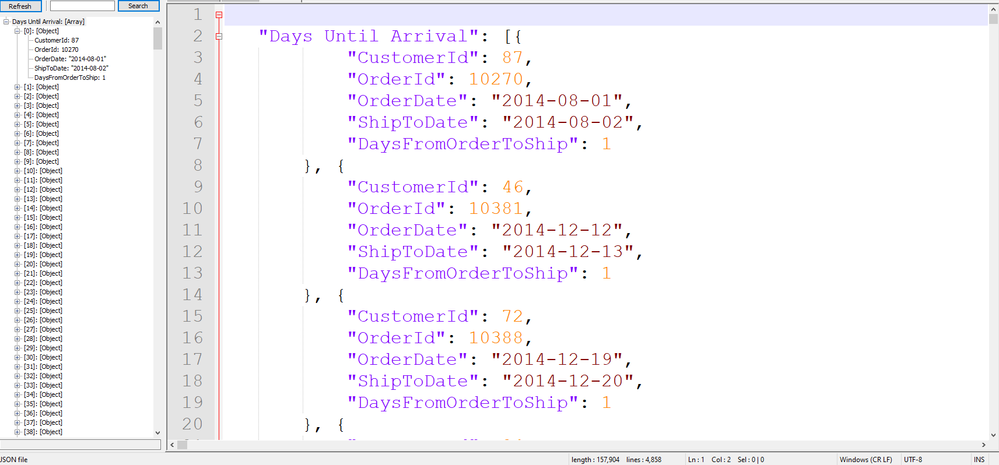 Refresh
Search
Days Until Arrival: [Array]
[0]: [Object]
CustomerId: 87
OrderId: 10270
OrderDate: "2014-08-01"
ShipToDate: "2014-08-02"
DaysFromOrderToShip: 1
[1]: [Object]
[2]: [Object]
[3]: [Object]
[4]: [Object]
[5]: [Object]
[6]: [Object]
[7]: [Object]
[8]: [Object]
[9]: [Object]
[10]: [Object]
[11]: [Object]
[12]: [Object]
[13]: [Object]
[14]: [Object]
[15]: [Object]
[16]: [Object]
[17]: [Object]
[18]: [Object]
[19]: [Object]
[20]: [Object]
[21]: [Object]
[22]: [Object]
[23]: [Object]
[24]: [Object]
[25]: [Object]
[26]: [Object]
[27]: [Object]
[28]: [Object]
[29]: [Object]
[30]: [Object]
[31]: [Object]
[32]: [Object]
[33]: [Object]
[34]: [Object]
[35]: [Object]
[36]: [Object]
[37]: [Object]
[38]: [Object]
1
2 "Days Until Arrival": [{
3 "CustomerId": 87,
4 "OrderId": 10270,
5 "OrderDate": "2014-08-01",
6 "ShipToDate": "2014-08-02",
7 "DaysFromOrderToShip": 1
8 }, {
9 "CustomerId": 46,
10 "OrderId": 10381,
11 "OrderDate": "2014-12-12",
12 "ShipToDate": "2014-12-13",
13 "DaysFromOrderToShip": 1
14 }, {
15 "CustomerId": 72,
16 "OrderId": 10388,
17 "OrderDate": "2014-12-19",
18 "ShipToDate": "2014-12-20",
19 "DaysFromOrderToShip": 1
20 }, {
JSON file
length : 157,904 lines : 4,858
Ln : 1 Col : 2 Sel : 0 | 0
Windows (CR LF)
UTF-8
INS